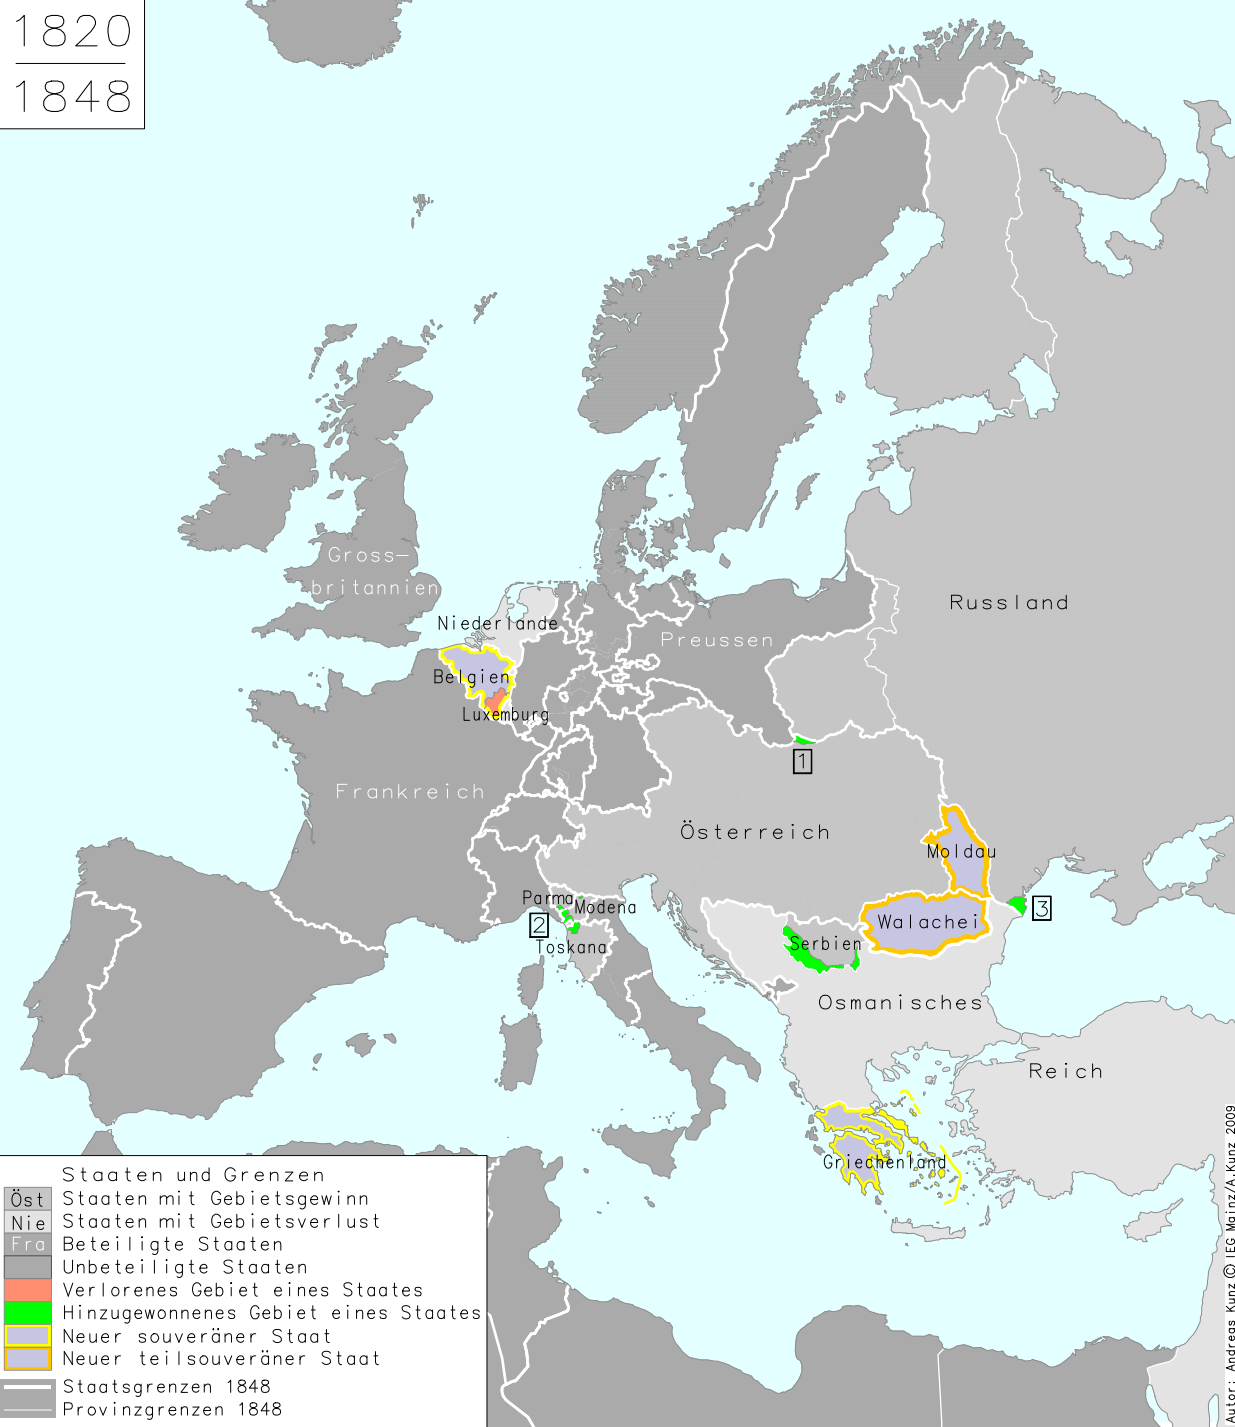 1820
1848
Gross-
britannien
Niederlande
Russland
Preussen
Belgien
Luxemburg
1
Frankreich
Österreich
Moldau
Parma
Modena
3
2
Walachei
Toskana
Serbien
Osmanisches
Reich
Griechenland
Staaten und Grenzen
Öst Staaten mit Gebietsgewinn
Nie Staaten mit Gebietsverlust
Fra Beteiligte Staaten
Unbeteiligte Staaten
Verlorenes Gebiet eines Staates
Hinzugewonnenes Gebiet eines Staates
Neuer souveräner Staat
Neuer teilsouveräner Staat
Staatsgrenzen 1848
Provinzgrenzen 1848
Autor: Andreas Kunz © IEG Mainz/A.Kunz 2009